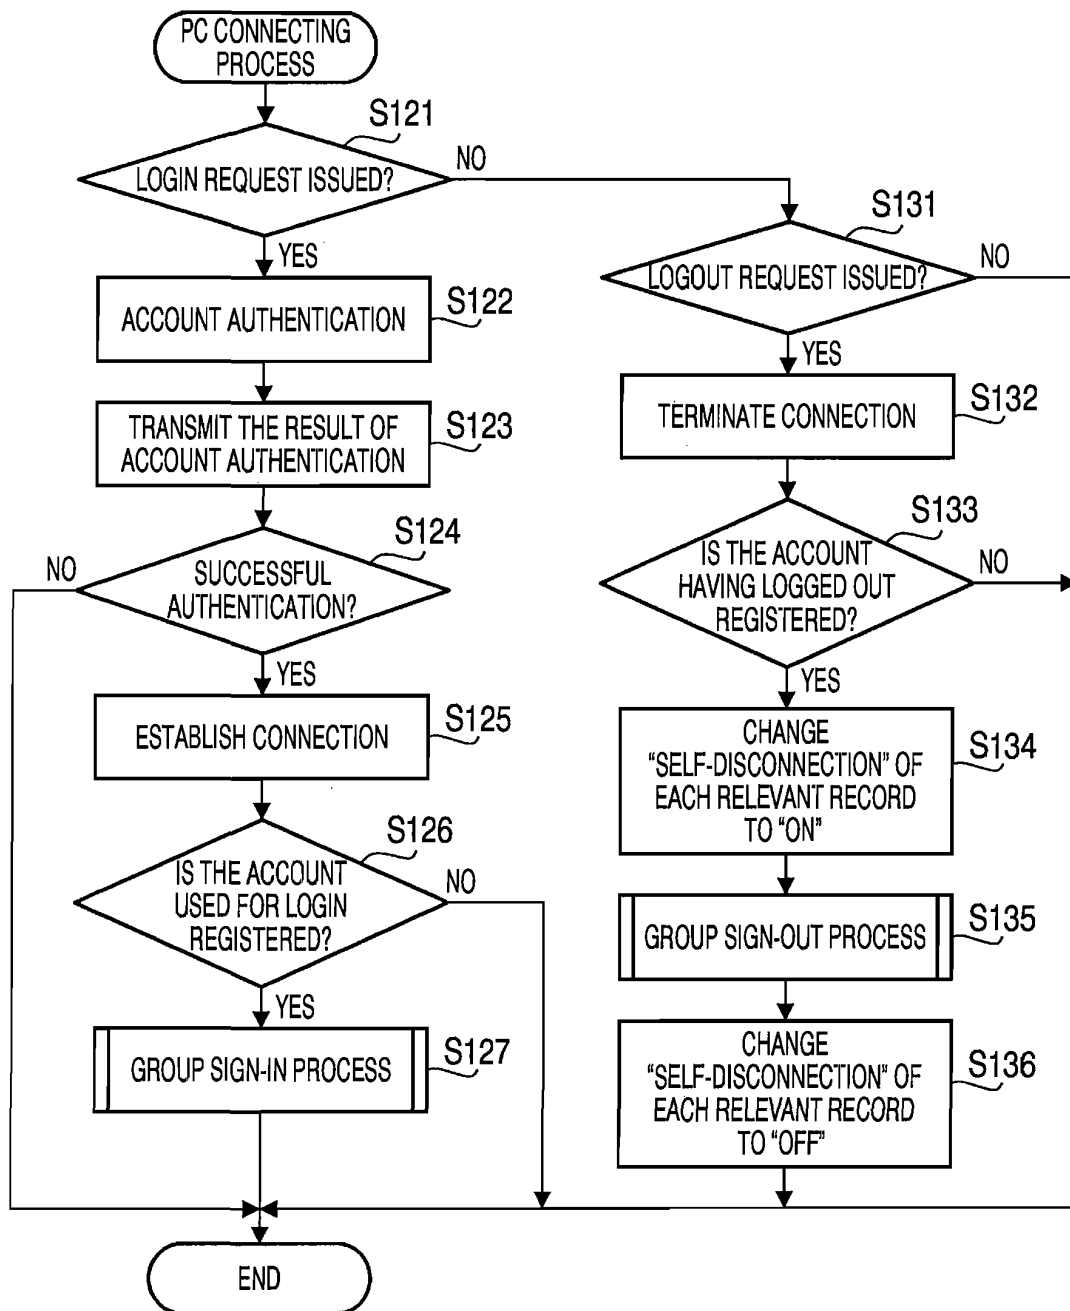 PC CONNECTING
PROCESS
S121
LOGIN REQUEST ISSUED?
NO
YES
S122
ACCOUNT AUTHENTICATION
S123
TRANSMIT THE RESULT OF
ACCOUNT AUTHENTICATION
S124
NO
SUCCESSFUL
AUTHENTICATION?
YES
S125
ESTABLISH CONNECTION
S126
IS THE ACCOUNT
USED FOR LOGIN
REGISTERED?
NO
YES
S127
GROUP SIGN-IN PROCESS
S131
LOGOUT REQUEST ISSUED?
NO
YES
S132
TERMINATE CONNECTION
S133
IS THE ACCOUNT
HAVING LOGGED OUT
REGISTERED?
NO
YES
S134
CHANGE
“SELF-DISCONNECTION” OF
EACH RELEVANT RECORD
TO “ON”
S135
GROUP SIGN-OUT PROCESS
S136
CHANGE
“SELF-DISCONNECTION” OF
EACH RELEVANT RECORD
TO “OFF”
END